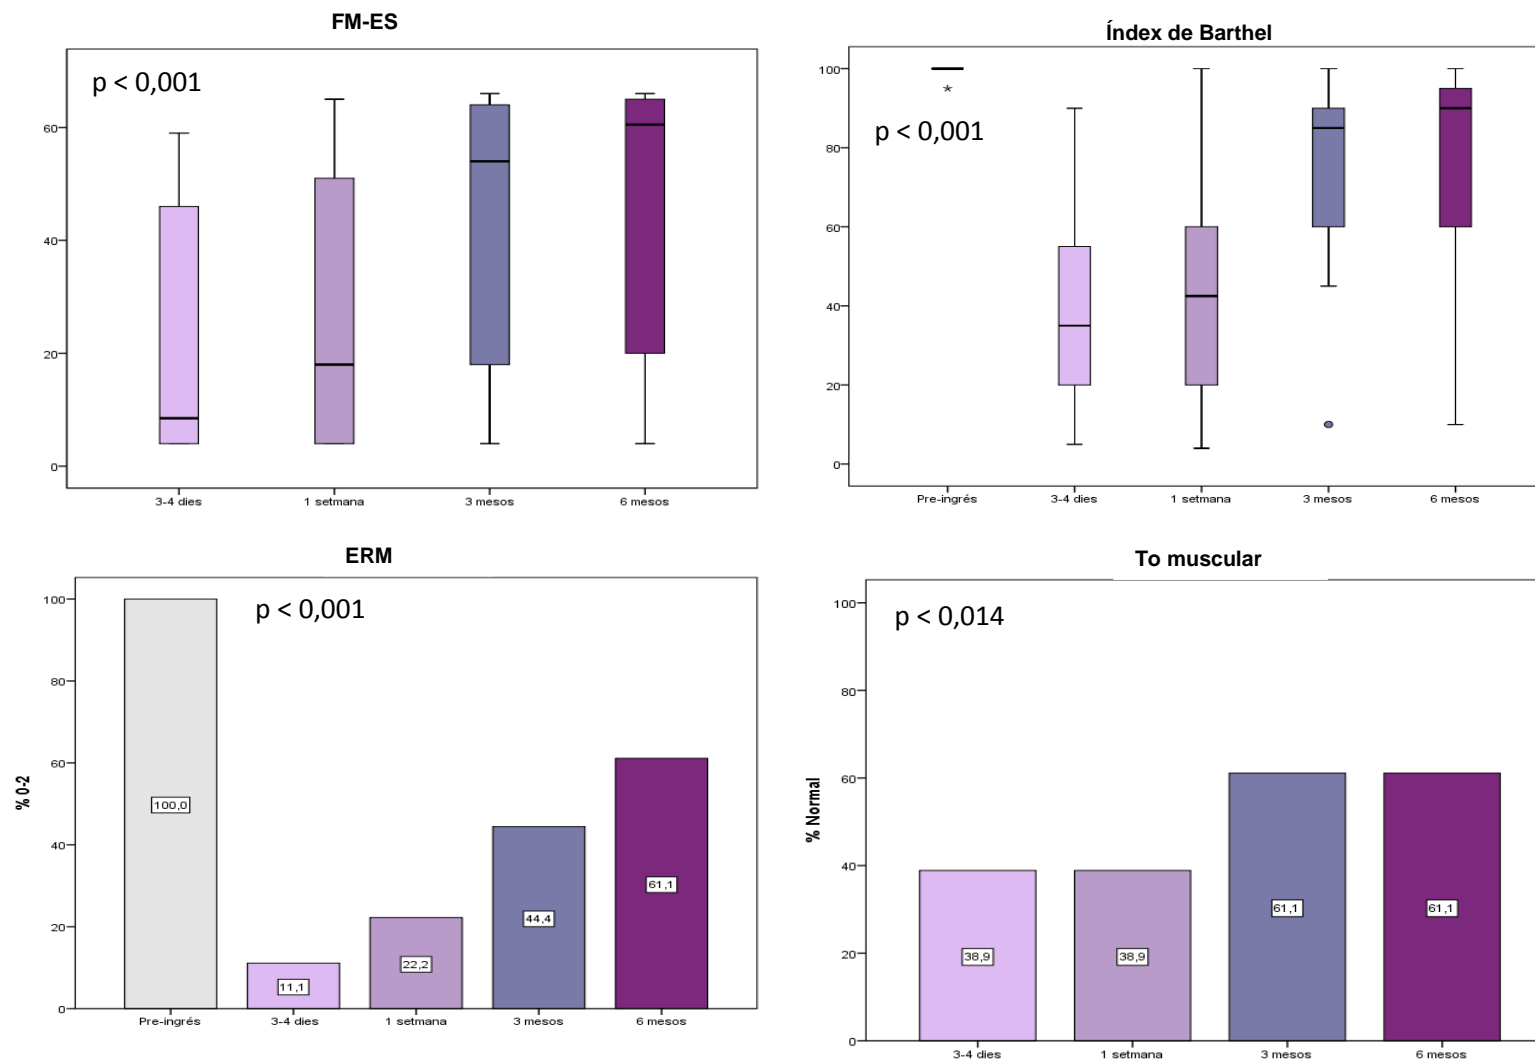 FM-ES
p < 0,001
60
40
20
0
3-4 dies 1 setmana 3 mesos 6 mesos
Índex de Barthel
100
p < 0,001
80
60
40
20
0
Pre-ingrés 3-4 dies 1 setmana 3 mesos 6 mesos
ERM
p < 0,001
% 0-2
100
80
60
40
20
0
100,0
11,1
22,2
44,4
61,1
Pre-ingrés 3-4 dies 1 setmana 3 mesos 6 mesos
To muscular
p < 0,014
% Normal
100
80
60
40
20
0
38,9
38,9
61,1
61,1
3-4 dies 1 setmana 3 mesos 6 mesos